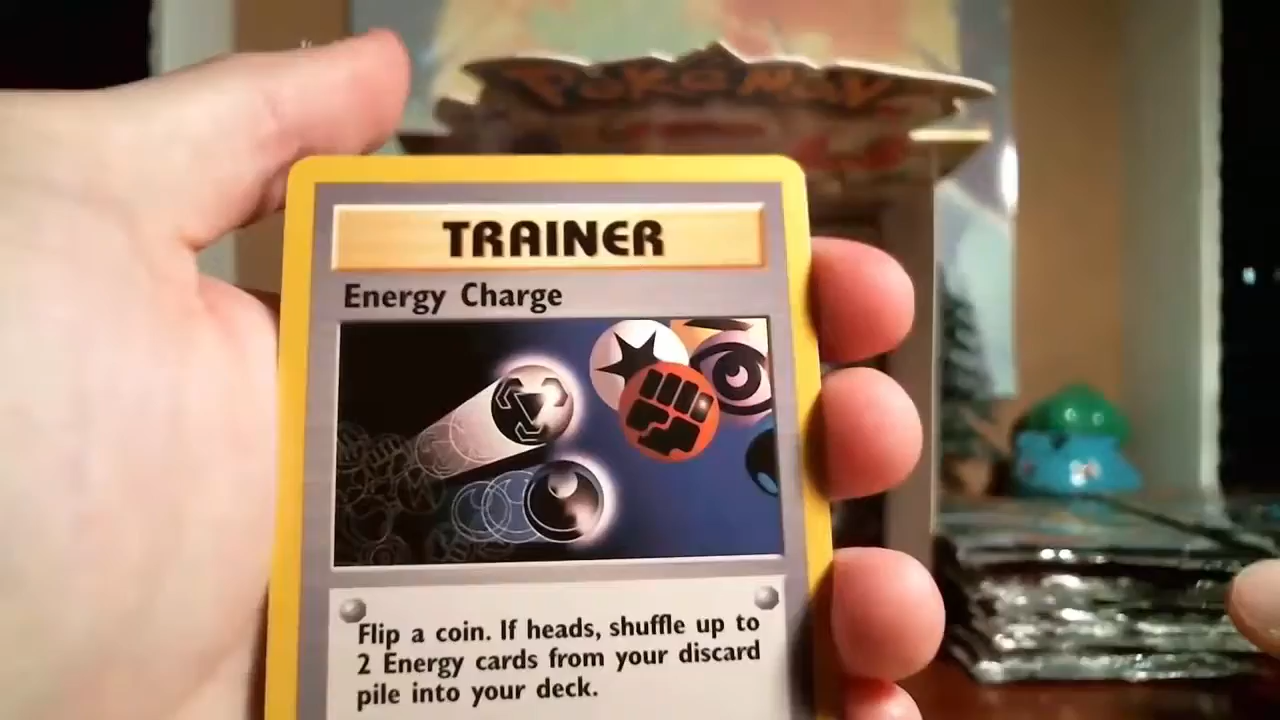 Pokémon
TRAINER
Energy Charge
Flip a coin. If heads, shuffle up to
2 Energy cards from your discard
pile into your deck.